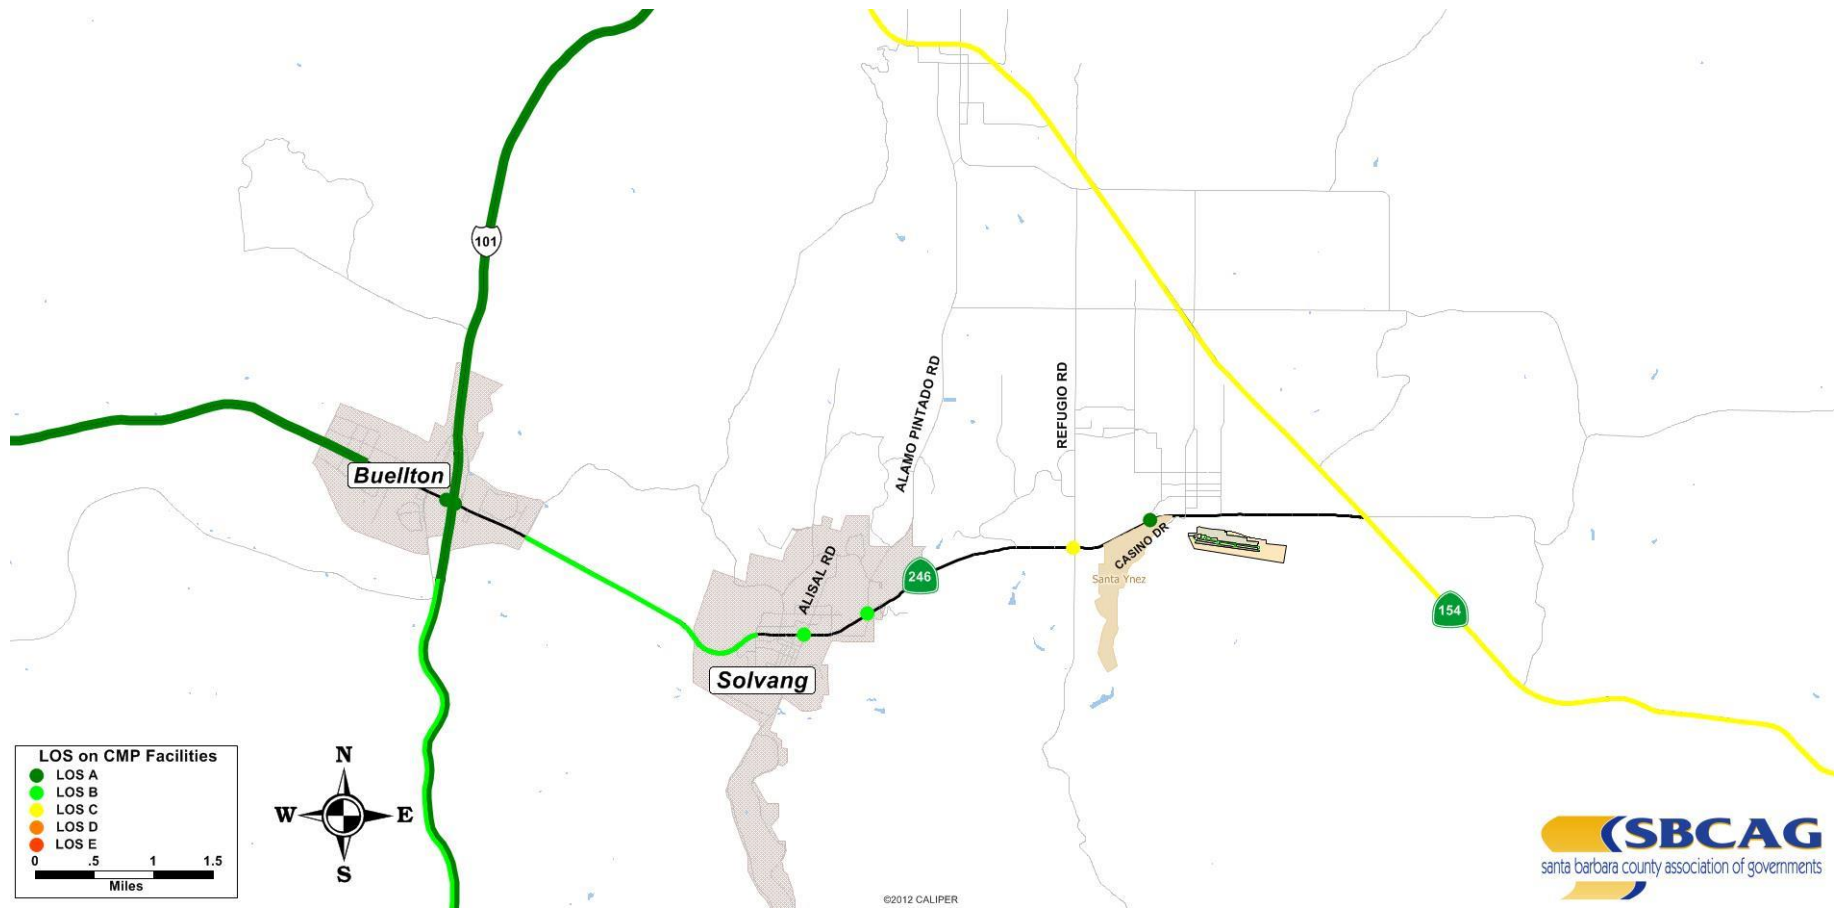 101
ALAMO PINTADO RD
REFUGIO RD
Buellton
CASINO DR
ALISAL RD
246
Santa Ynez
154
Solvang
LOS on CMP Facilities
LOS A
LOS B
LOS C
LOS D
LOS E
0 .5 1 1.5
Miles
N
W E
S
SBCAG
santa barbara county association of governments
©2012 CALIPER